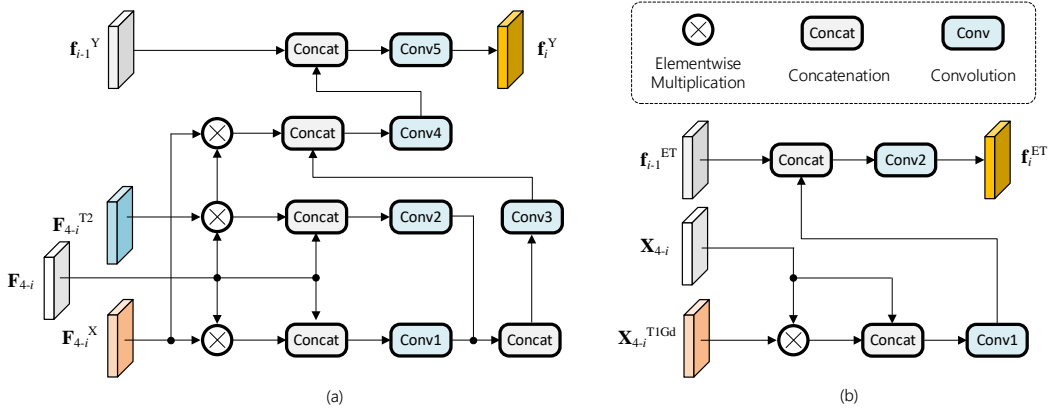 f_{i-1}^Y
Concat
Conv5
f_i^Y
Concat
Conv4
F_{4-i}^{T2}
Concat
Conv2
Conv3
F_{4-i}
F_{4-i}^X
Concat
Conv1
Concat
(a)
Concat
Conv
Elementwise
Multiplication
Concatenation
Convolution
f_{i-1}^{ET}
Concat
Conv2
f_i^{ET}
X_{4-i}
X_{4-i}^{T1Gd}
Concat
Conv1
(b)